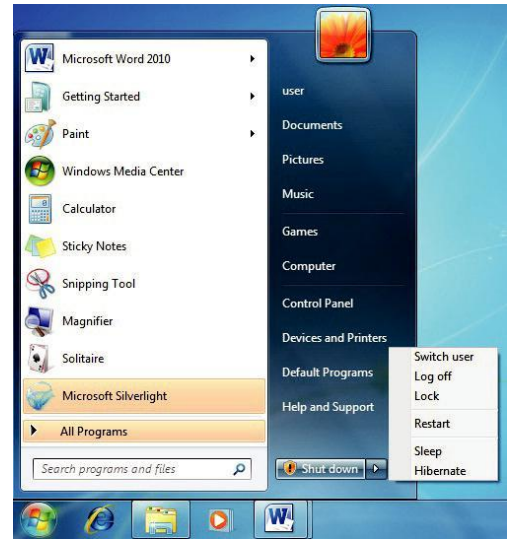 Microsoft Word 2010
Getting Started
Paint
Windows Media Center
Calculator
Sticky Notes
Snipping Tool
Magnifier
Solitaire
Microsoft Silverlight
All Programs
Search programs and files
user
Documents
Pictures
Music
Games
Computer
Control Panel
Devices and Printers
Default Programs
Help and Support
Shut down
Switch user
Log off
Lock
Restart
Sleep
Hibernate